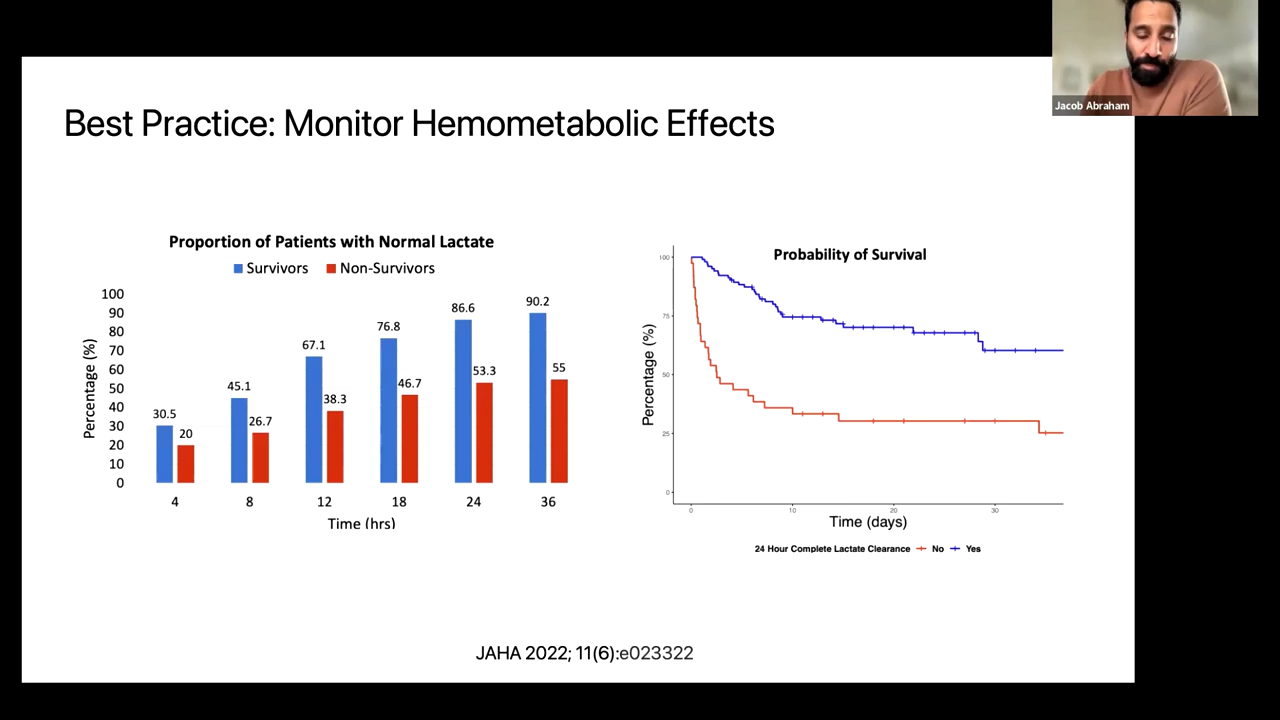 Jacob Abraham
Best Practice: Monitor Hemometabolic Effects
Proportion of Patients with Normal Lactate
Survivors Non-Survivors
Percentage (%)
100
90
80
70
60
50
40
30
20
10
0
30.5 20
45.1 26.7
67.1 38.3
76.8 46.7
86.6 53.3
90.2 55
4 8 12 18 24 36
Time (hrs)
Probability of Survival
Percentage (%)
100
75
50
25
0
0 10 20 30
Time (days)
24 Hour Complete Lactate Clearance No Yes
JAHA 2022; 11(6):e023322